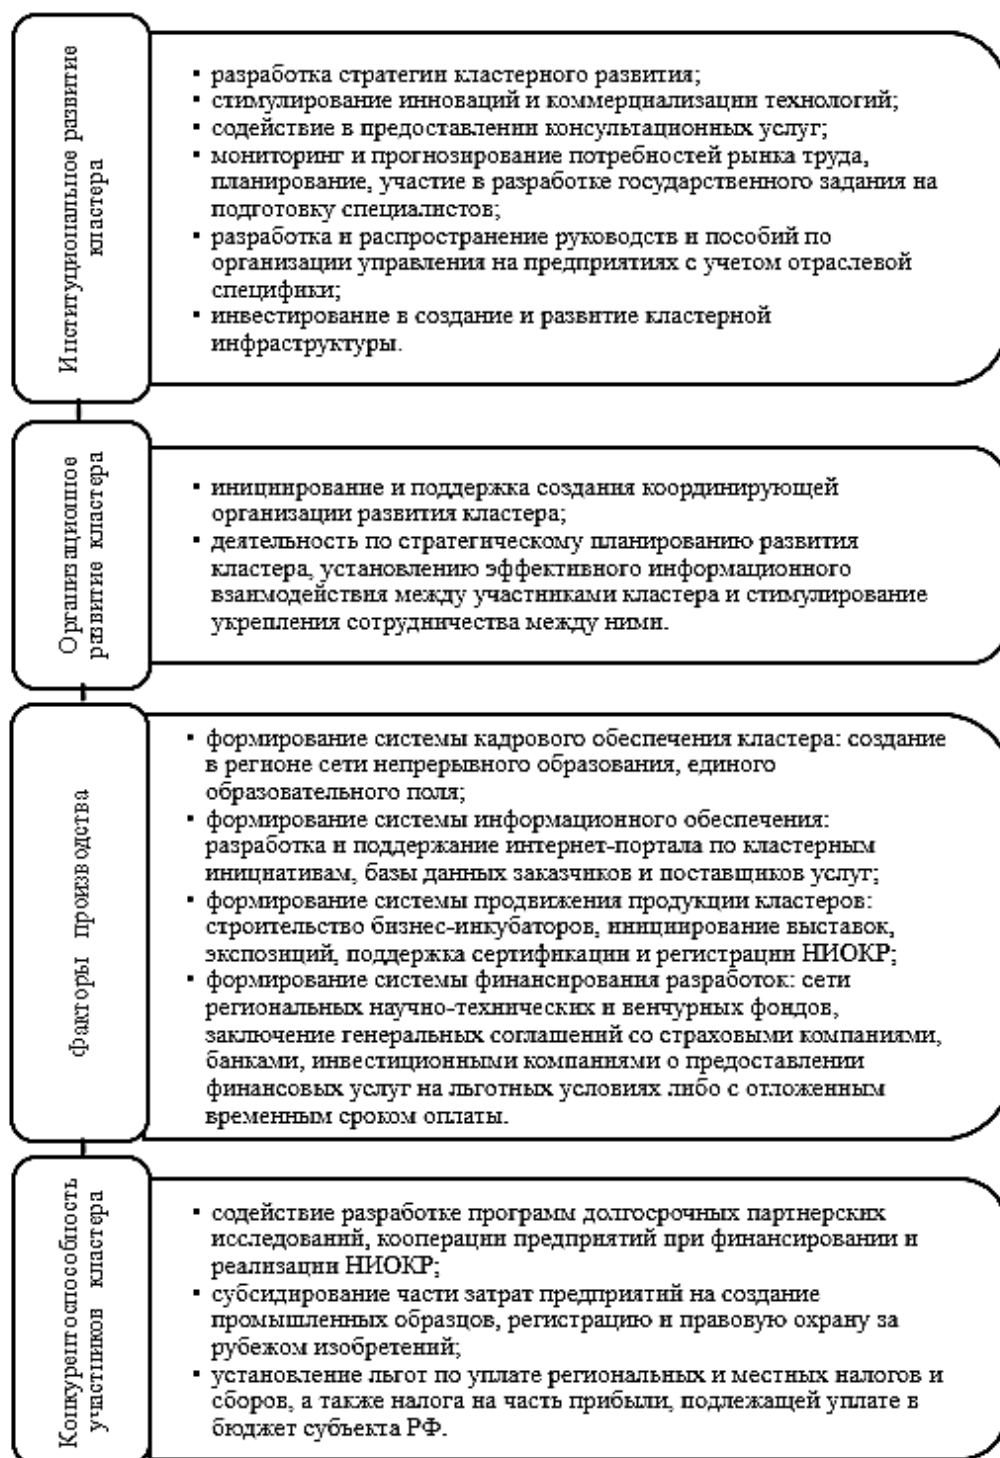 Институциональное развитие
кластера
▪ разработка стратегии кластерного развития;
▪ стимулирование инноваций и коммерциализации технологий;
▪ содействие в предоставлении консультационных услуг;
▪ мониторинг и прогнозирование потребностей рынка труда,
планирование, участие в разработке государственного задания на
подготовку специалистов;
▪ разработка и распространение руководств и пособий по
организации управления на предприятиях с учетом отраслевой
специфики;
▪ инвестирование в создание и развитие кластерной
инфраструктуры.
Организационное
развитие кластера
▪ инициирование и поддержка создания координирующей
организации развития кластера;
▪ деятельность по стратегическому планированию развития
кластера, установлению эффективного информационного
взаимодействия между участниками кластера и стимулирование
укрепления сотрудничества между ними.
Факторы производства
▪ формирование системы кадрового обеспечения кластера: создание
в регионе сети непрерывного образования, единого
образовательного поля;
▪ формирование системы информационного обеспечения:
разработка и поддержание интернет-портала по кластерным
инициативам, базы данных заказчиков и поставщиков услуг;
▪ формирование системы продвижения продукции кластеров:
строительство бизнес-инкубаторов, инициирование выставок,
экспозиций, поддержка сертификации и регистрации НИОКР;
▪ формирование системы финансирования разработок: сети
региональных научно-технических и венчурных фондов,
заключение генеральных соглашений со страховыми компаниями,
банками, инвестиционными компаниями о предоставлении
финансовых услуг на льготных условиях либо с отложенным
временным сроком оплаты.
Конкурентоспособность
участников кластера
▪ содействие разработке программ долгосрочных партнерских
исследований, кооперации предприятий при финансировании и
реализации НИОКР;
▪ субсидирование части затрат предприятий на создание
промышленных образцов, регистрацию и правовую охрану за
рубежом изобретений;
▪ установление льгот по уплате региональных и местных налогов и
сборов, а также налога на часть прибыли, подлежащей уплате в
бюджет субъекта РФ.